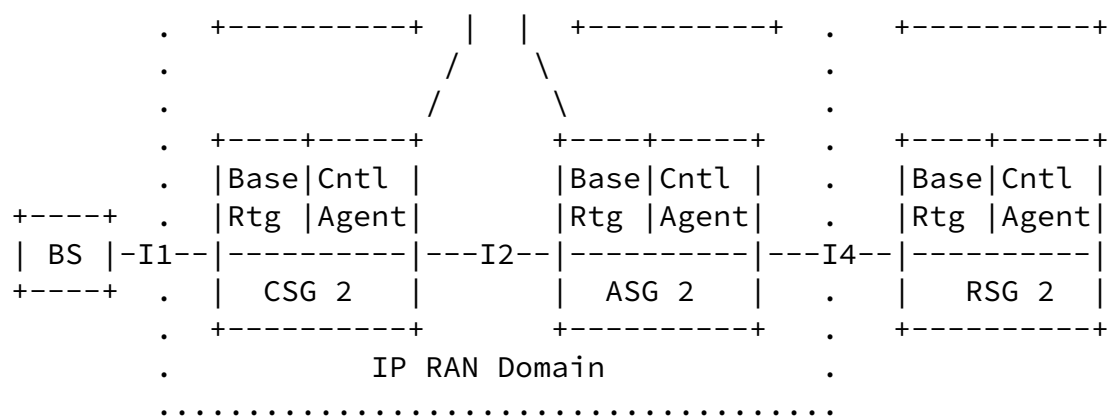 .  +----------+  |  |  +----------+  .   +----------+
.               /    \              .
.              /      \             .
.  +----+-----+       +----+-----+  .   +----+-----+
.  |Base|Cntl |       |Base|Cntl |  .   |Base|Cntl |
+----+  .  |Rtg |Agent|       |Rtg |Agent|  .   |Rtg |Agent|
| BS |-I1--|----------|---I2--|----------|---I4--|----------|
+----+  .  |  CSG 2   |       |  ASG 2   |  .   |   RSG 2  |
.  +----------+       +----------+  .   +----------+
.          IP RAN Domain            .
...................................